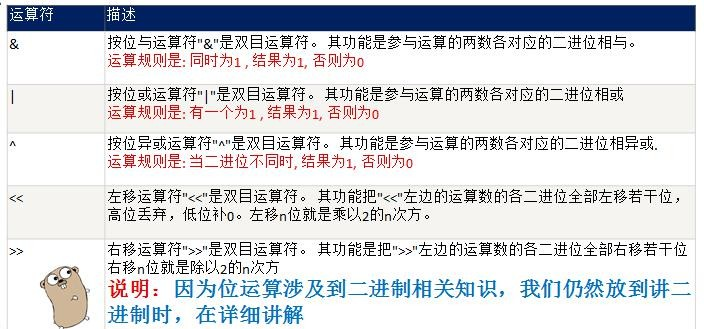 运算符 描述
& 按位与运算符"&"是双目运算符。 其功能是参与运算的两数各对应的二进位相与。
运算规则是: 同时为1 , 结果为1, 否则为0
| 按位或运算符"|"是双目运算符。 其功能是参与运算的两数各对应的二进位相或
运算规则是: 有一个为1 , 结果为1, 否则为0
^ 按位异或运算符"^"是双目运算符。 其功能是参与运算的两数各对应的二进位相异或.
运算规则是: 当二进位不同时, 结果为1, 否则为0
<< 左移运算符"<<"是双目运算符。 其功能把"<<"左边的运算数的各二进位全部左移若干位，
高位丢弃，低位补0。左移n位就是乘以2的n次方。
>> 右移运算符">>"是双目运算符。 其功能是把">>"左边的运算数的各二进位全部右移若干位
右移n位就是除以2的n次方
说明：因为位运算涉及到二进制相关知识，我们仍然放到讲二
进制时，在详细讲解